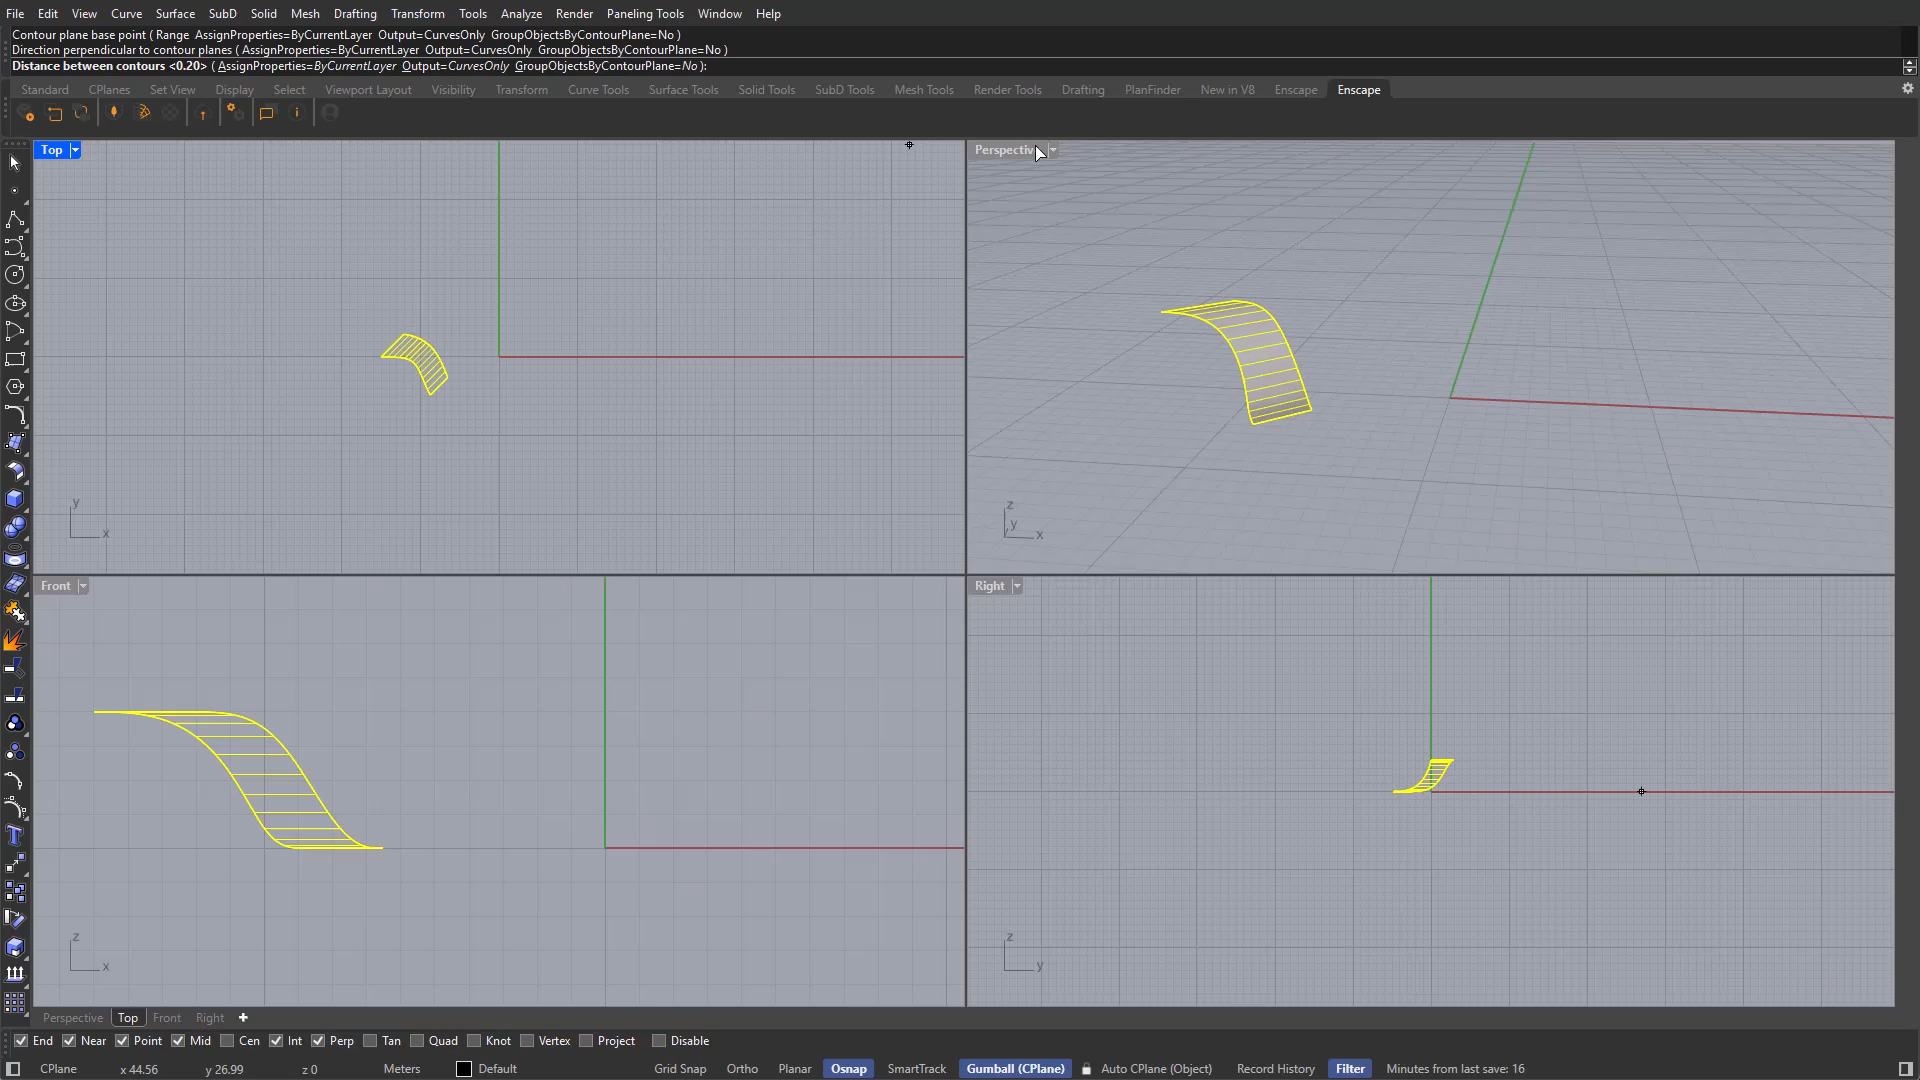 File Edit View Curve Surface SubD Solid Mesh Drafting Transform Tools Analyze Render Paneling Tools Window Help
Contour plane base point ( Range AssignProperties=ByCurrentLayer Output=CurvesOnly GroupObjectsByContourPlane=No )
Direction perpendicular to contour planes ( AssignProperties=ByCurrentLayer Output=CurvesOnly GroupObjectsByContourPlane=No )
Distance between contours <0.20> ( AssignProperties=ByCurrentLayer Output=CurvesOnly GroupObjectsByContourPlane=No ):
Standard CPlanes Set View Display Select Viewport Layout Visibility Transform Curve Tools Surface Tools Solid Tools SubD Tools Mesh Tools Render Tools Drafting PlanFinder New in V8 Enscape Enscape
Top
Perspectiv
y
x
z
y
x
Front
Right
z
x
z
y
Perspective Top Front Right
End Near Point Mid Cen Int Perp Tan Quad Knot Vertex Project Disable
CPlane x 44.56 y 26.99 z 0 Meters Default Grid Snap Ortho Planar Osnap SmartTrack Gumball (CPlane) Auto CPlane (Object) Record History Filter Minutes from last save: 16